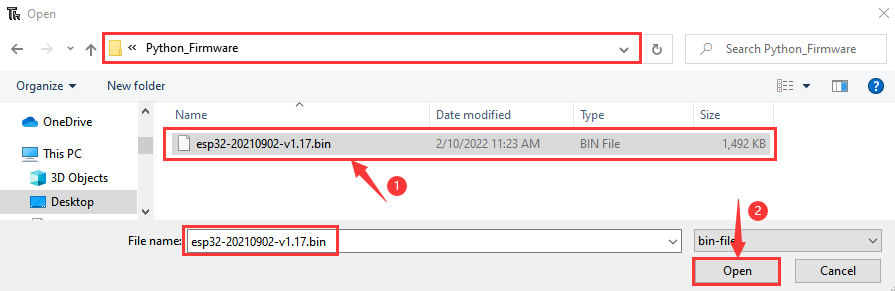 Open
« Python_Firmware
Search Python_Firmware
Organize New folder
Name Date modified Type Size
OneDrive
This PC
3D Objects
Desktop
esp32-20210902-v1.17.bin 2/10/2022 11:23 AM BIN File 1,492 KB
1
2
File name: esp32-20210902-v1.17.bin bin-file
Open Cancel